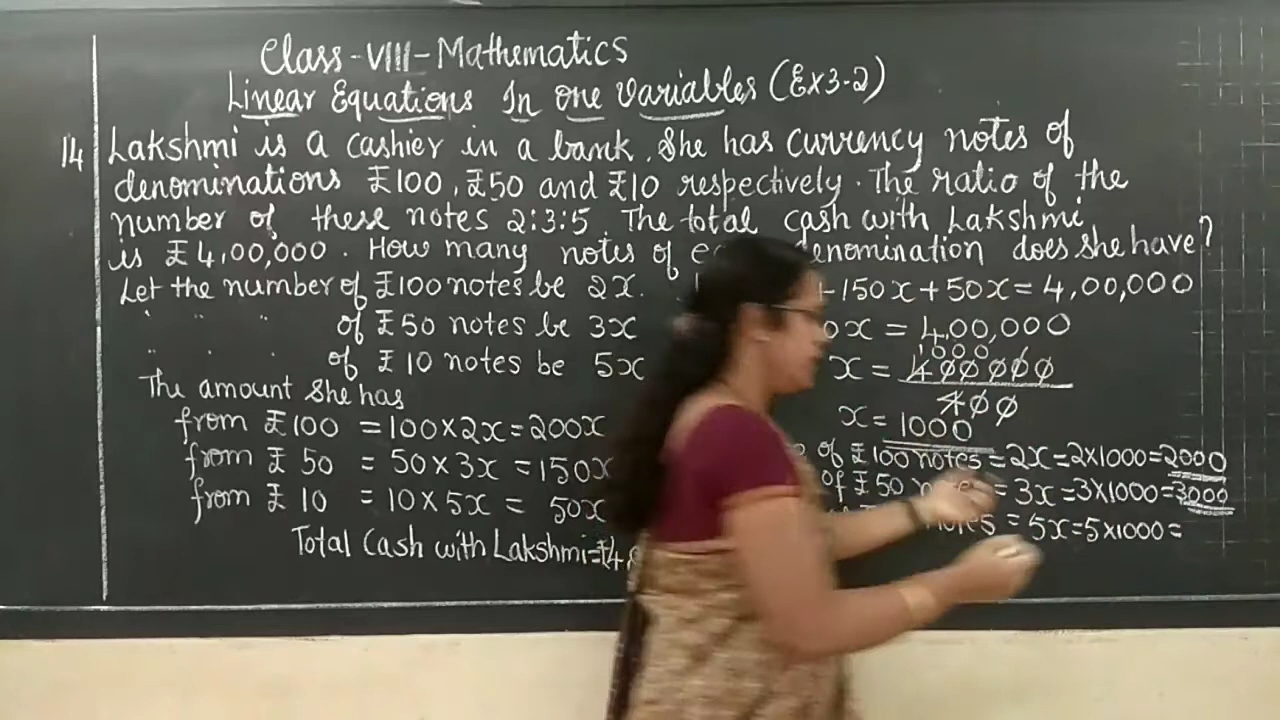 Class-VIII-Mathematics
Linear Equations In one Variables (Ex3-2)
14 Lakshmi is a cashier in a bank. She has currency notes of
denominations ₹100, ₹50 and ₹10 respectively. The ratio of the
number of these notes 2:3:5. The total cash with Lakshmi
is ₹4,00,000. How many notes of denomination does she have?
Let the number of ₹100 notes be 2x.
" " " of ₹50 notes be 3x
" " " of ₹10 notes be 5x
The amount She has
from ₹100 = 100×2x = 200x
from ₹50 = 50×3x = 150x
from ₹10 = 10×5x = 50x
Total Cash with Lakshmi = ₹4
150x + 50x = 4,00,000
0x = 4,00,000
1000
x = 400000
400
x = 1000
of ₹100 notes = 2x = 2×1000 = 2000
of ₹50 = 3x = 3×1000 = 3000
notes = 5x = 5×1000 =